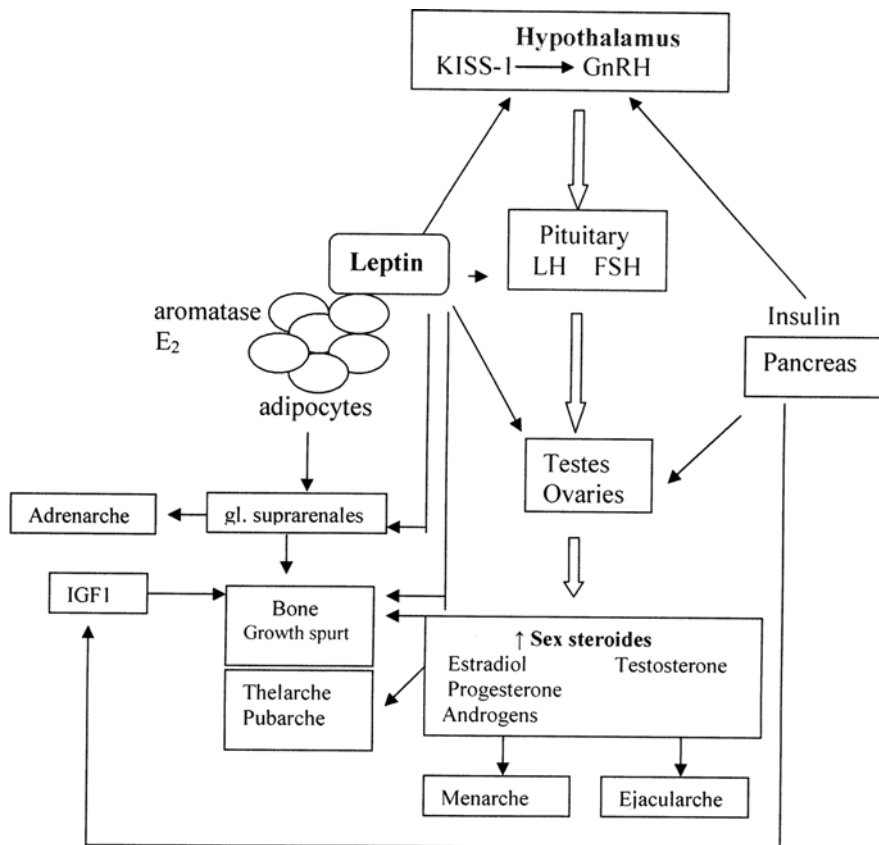 Hypothalamus
KISS-1 GnRH
Pituitary
LH FSH
Leptin
aromatase
E₂
adipocytes
Insulin
Pancreas
Testes
Ovaries
Adrenarche
gl. suprarenales
IGF1
Bone
Growth spurt
Thelarche
Pubarche
↑ Sex steroides
Estradiol Testosterone
Progesterone
Androgens
Menarche
Ejacularche